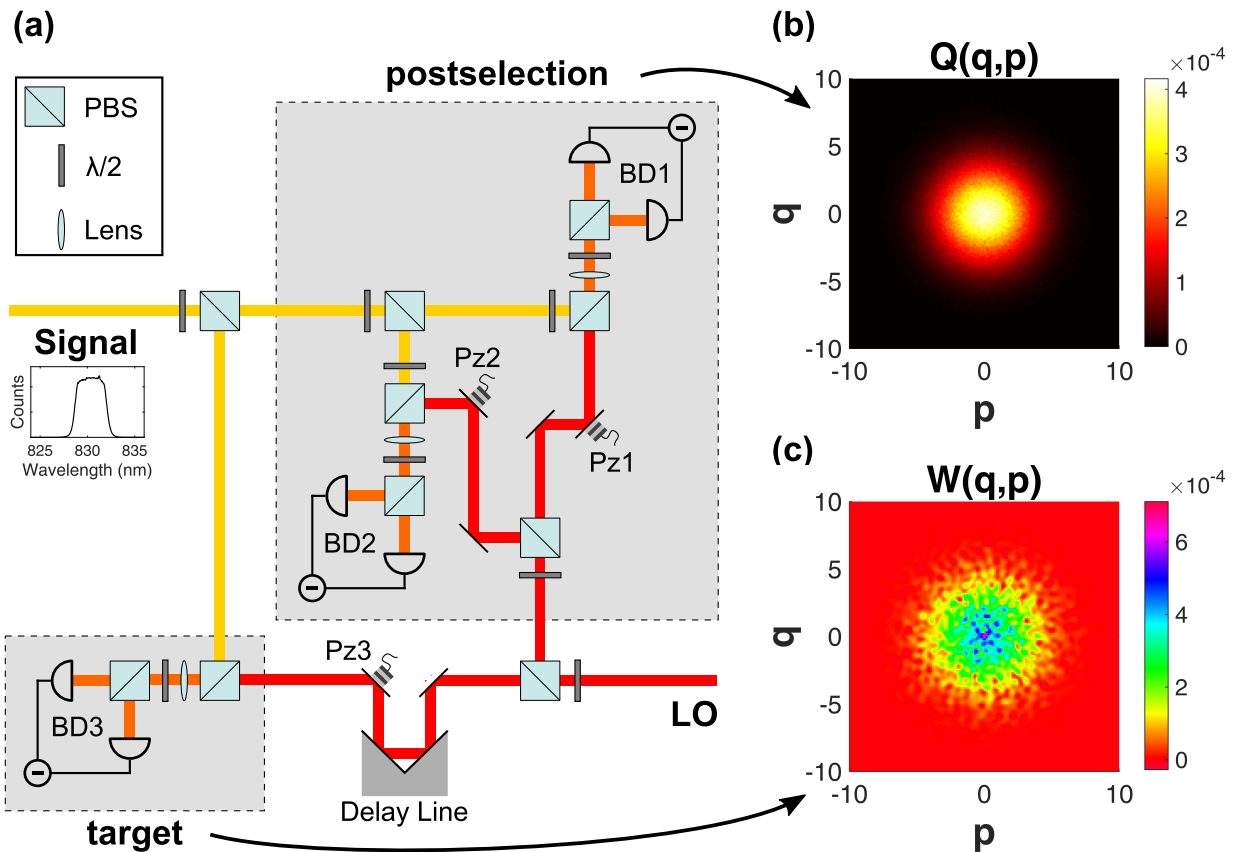 (a)
PBS
λ/2
Lens
postselection
BD1
Signal
Counts
825 830 835
Wavelength (nm)
Pz2
Pz1
BD2
Pz3
LO
BD3
Delay Line
target
(b)
Q(q,p)
×10⁻⁴
10
5
0
-5
-10
q
-10 0 10
p
4
3
2
1
0
(c)
W(q,p)
×10⁻⁴
10
5
0
-5
-10
q
-10 0 10
p
6
4
2
0